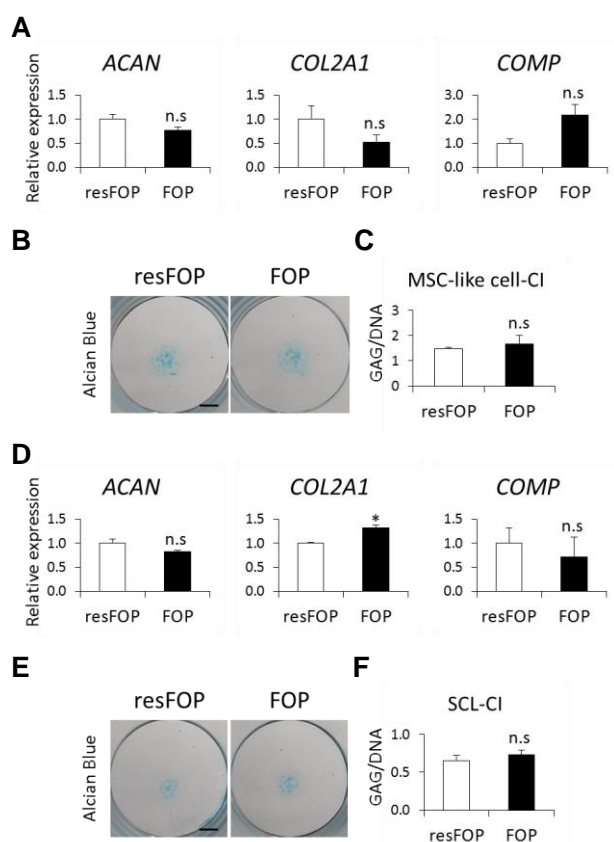 A
ACAN COL2A1 COMP
Relative expression
1.5 1.0 0.5 0.0 n.s resFOP FOP
1.5 1.0 0.5 0.0 n.s resFOP FOP
3.0 2.0 1.0 0.0 n.s resFOP FOP
B
resFOP FOP
Alcian Blue
C
MSC-like cell-CI
GAG/DNA
3 2 1 0 n.s
resFOP FOP
D
ACAN COL2A1 COMP
Relative expression
1.5 1.0 0.5 0.0 n.s resFOP FOP
1.5 1.0 0.5 0.0 * resFOP FOP
1.5 1.0 0.5 0.0 n.s resFOP FOP
E
resFOP FOP
Alcian Blue
F
SCL-CI
GAG/DNA
1.0 0.5 0.0 n.s
resFOP FOP